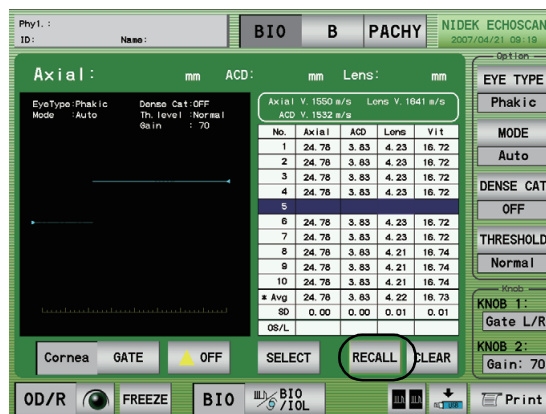 Phy1. :
ID: Name:
BIO B PACHY
NIDEK ECHOSCAN
2007/04/21 09:19
Axial: mm ACD: mm Lens: mm
EyeType:Phakic Dense Cat:OFF
Mode :Auto Th. level :Normal
Gain : 70
Axial V. 1550 m/s Lens V. 1641 m/s
ACD V. 1532 m/s
No. Axial ACD Lens Vit
1 24.78 3.83 4.23 16.72
2 24.78 3.83 4.23 16.72
3 24.78 3.83 4.23 16.72
4 24.78 3.83 4.23 16.72
5
6 24.78 3.83 4.23 16.72
7 24.78 3.83 4.23 16.72
8 24.78 3.83 4.21 16.74
9 24.78 3.83 4.21 16.74
10 24.78 3.83 4.21 16.74
* Avg 24.78 3.83 4.22 16.73
SD 0.00 0.00 0.01 0.01
OS/L
Option
EYE TYPE
Phakic
MODE
Auto
DENSE CAT
OFF
THRESHOLD
Normal
Knob
KNOB 1:
Gate L/R
KNOB 2:
Gain: 70
Cornea GATE OFF SELECT RECALL CLEAR
OD/R FREEZE BIO BIO/IOL USB Print